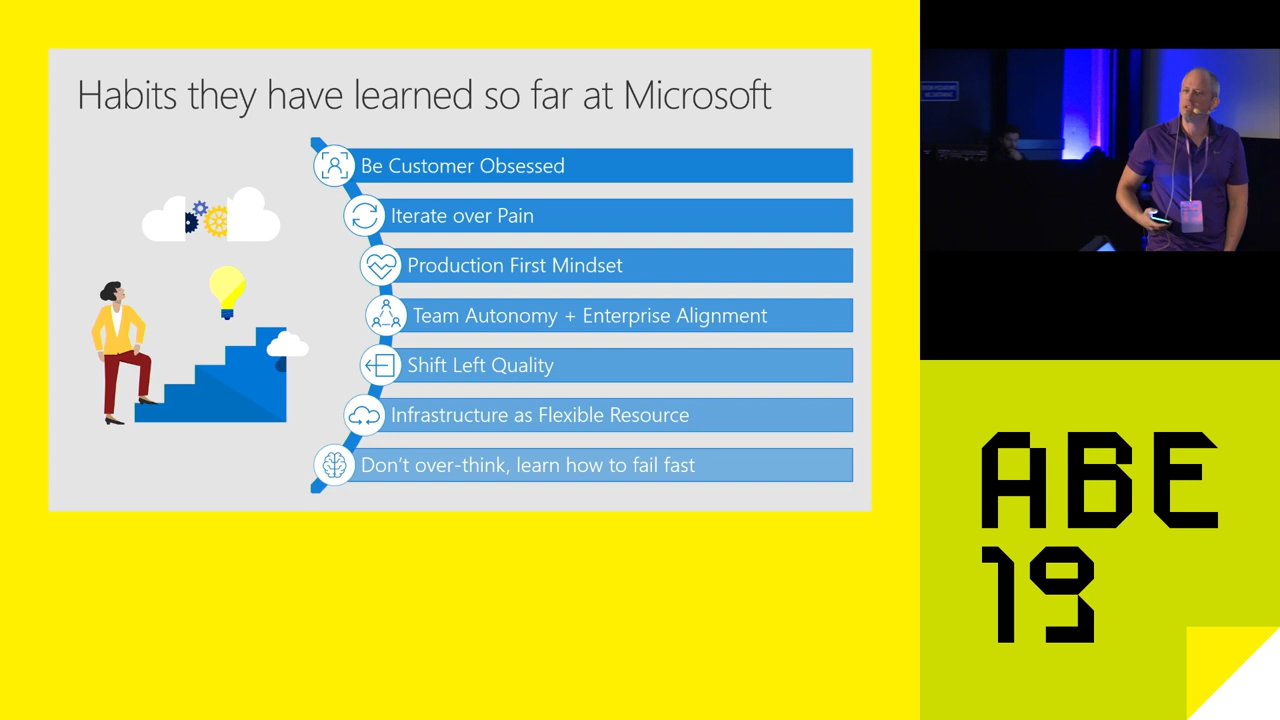 Habits they have learned so far at Microsoft
Be Customer Obsessed
Iterate over Pain
Production First Mindset
Team Autonomy + Enterprise Alignment
Shift Left Quality
Infrastructure as Flexible Resource
Don't over-think, learn how to fail fast
ABE
19